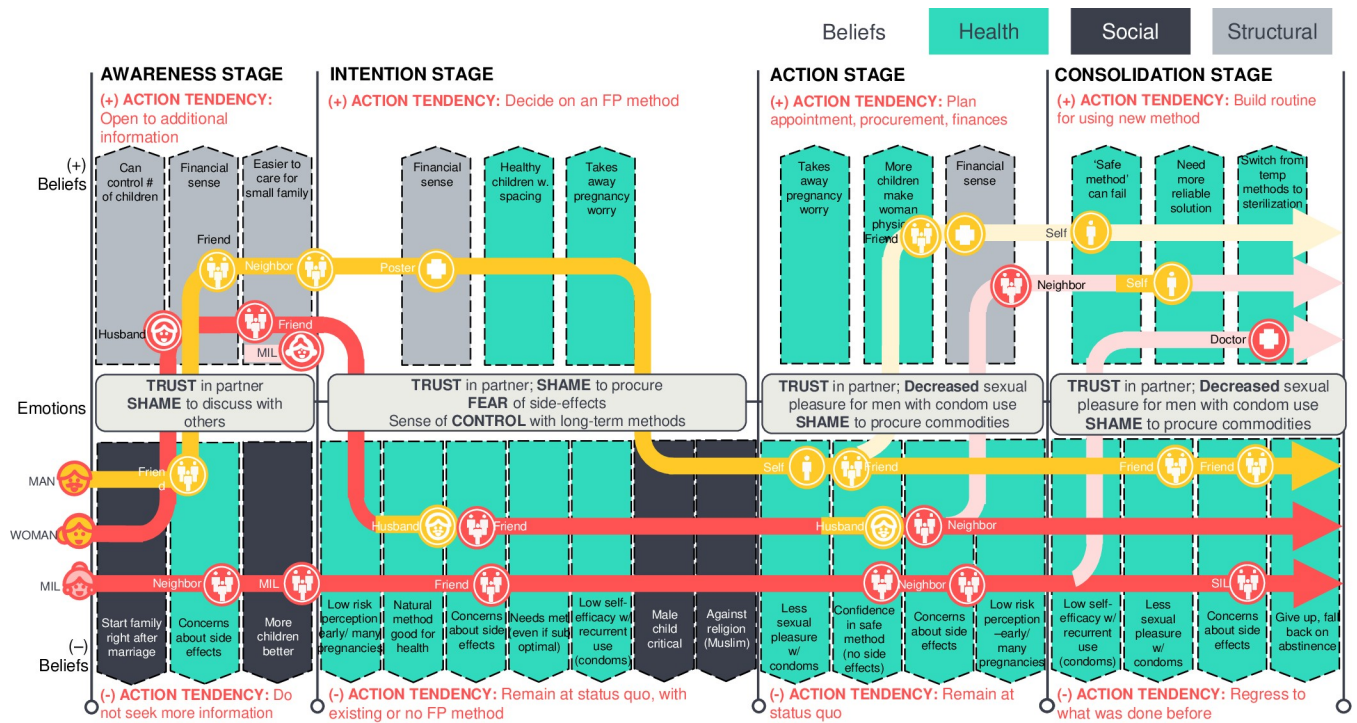 Beliefs
Health
Social
Structural
AWARENESS STAGE
(+) ACTION TENDENCY:
Open to additional
information
INTENTION STAGE
(+) ACTION TENDENCY: Decide on an FP method
ACTION STAGE
(+) ACTION TENDENCY: Plan
appointment, procurement, finances
CONSOLIDATION STAGE
(+) ACTION TENDENCY: Build routine
for using new method
(+)
Beliefs
Can
control #
of children
Financial
sense
Easier to
care for
small family
Financial
sense
Healthy
children w.
spacing
Takes
away
pregnancy
worry
Takes
away
pregnancy
worry
More
children
make
woman
Financial
sense
'Safe
method'
can fail
Need
more
reliable
solution
Switch from
temp
methods to
sterilization
Friend
Neighbor
Poster
Friend
Self
Husband
Friend
MIL
Neighbor
Self
Doctor
Emotions
TRUST in partner
SHAME to discuss with
others
TRUST in partner; SHAME to procure
FEAR of side-effects
Sense of CONTROL with long-term methods
TRUST in partner; Decreased sexual
pleasure for men with condom use
SHAME to procure commodities
TRUST in partner; Decreased sexual
pleasure for men with condom use
SHAME to procure commodities
MAN
Frien
d
Self
Friend
Friend
Friend
WOMAN
Husband
Friend
Husband
Neighbor
MIL
Neighbor
MIL
Friend
Neighbor
SIL
(–)
Beliefs
Start family
right after
marriage
Concerns
about side
effects
More
children
better
Low risk
perception
early/ many
pregnancies
Natural
method
good for
health
Concerns
about side
effects
Needs met
(even if sub
optimal)
Low self-
efficacy w/
recurrent
use
(condoms)
Male
child
critical
Against
religion
(Muslim)
Less
sexual
pleasure
w/
condoms
Confidence
in safe
method
(no side
effects)
Concerns
about side
effects
Low risk
perception
–early/
many
pregnancies
Low self-
efficacy w/
recurrent
use
(condoms)
Less
sexual
pleasure
w/
condoms
Concerns
about side
effects
Give up, fall
back on
abstinence
(-) ACTION TENDENCY: Do
not seek more information
(-) ACTION TENDENCY: Remain at status quo, with
existing or no FP method
(-) ACTION TENDENCY: Remain at
status quo
(-) ACTION TENDENCY: Regress to
what was done before